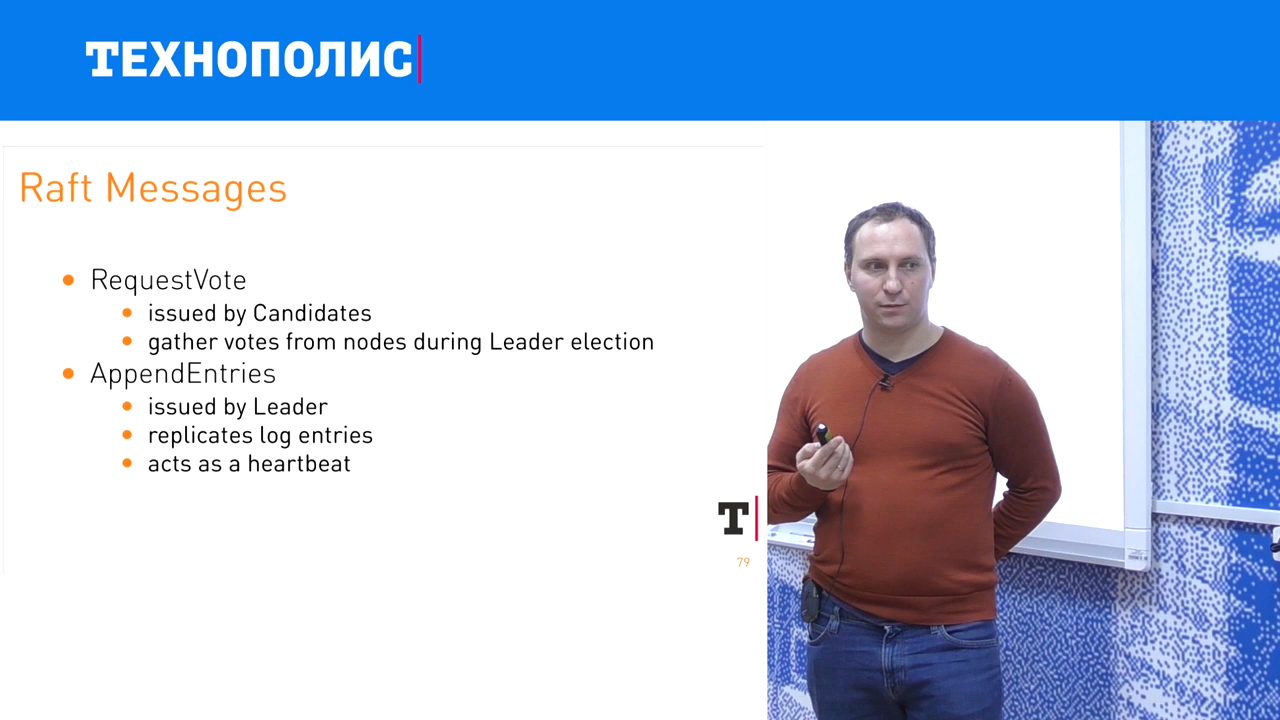 ТЕХНОПОЛИС
Raft Messages
RequestVote
issued by Candidates
gather votes from nodes during Leader election
AppendEntries
issued by Leader
replicates log entries
acts as a heartbeat
Т
79